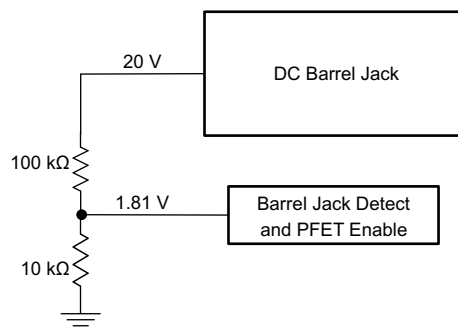 20 V
DC Barrel Jack
100 kΩ
1.81 V
Barrel Jack Detect
and PFET Enable
10 kΩ